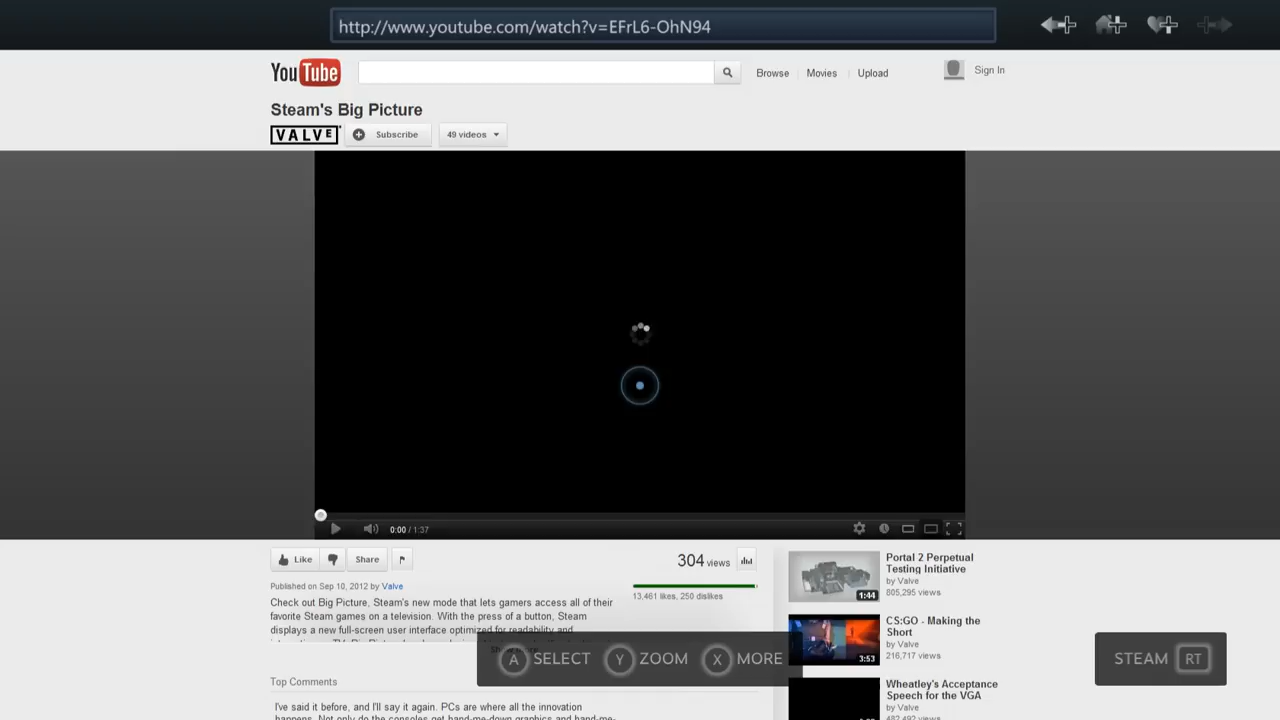 http://www.youtube.com/watch?v=EFrL6-OhN94
YouTube
Browse
Movies
Upload
Sign In
Steam's Big Picture
VALVE
Subscribe
49 videos
0:00 / 1:37
Like
Share
304 views
Published on Sep 10, 2012 by Valve
13,461 likes, 250 dislikes
Check out Big Picture, Steam's new mode that lets gamers access all of their
favorite Steam games on a television. With the press of a button, Steam
displays a new full-screen user interface optimized for readability and
Top Comments
I've said it before, and I'll say it again. PCs are where all the innovation
happens. Not only do the consoles get hand-me-down graphics and hand-me-
1:44
Portal 2 Perpetual
Testing Initiative
by Valve
805,295 views
3:53
CS:GO - Making the
Short
by Valve
216,717 views
Wheatley's Acceptance
Speech for the VGA
by Valve
482,492 views
A SELECT
Y ZOOM
X MORE
STEAM RT